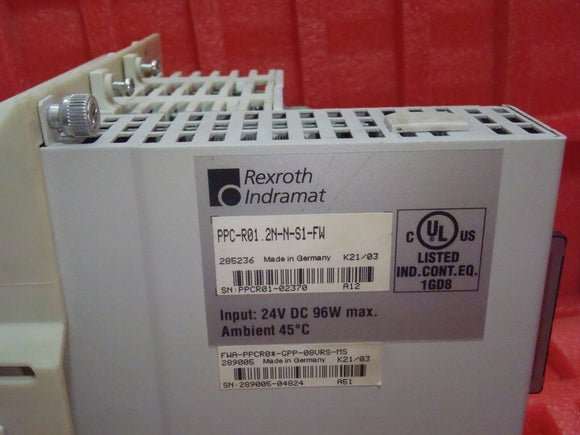 Rexroth
Indramat
PPC-R01.2N-N-S1-FW
285236 Made in Germany K21/03
SN:PPCR01-02370 A12
C UL US
LISTED
IND.CONT.EQ.
1GD8
Input: 24V DC 96W max.
Ambient 45°C
FWA-PPCR0*-GPP-08VRS-MS
289005 Made in Germany K21/03
SN:289005-04824 A51